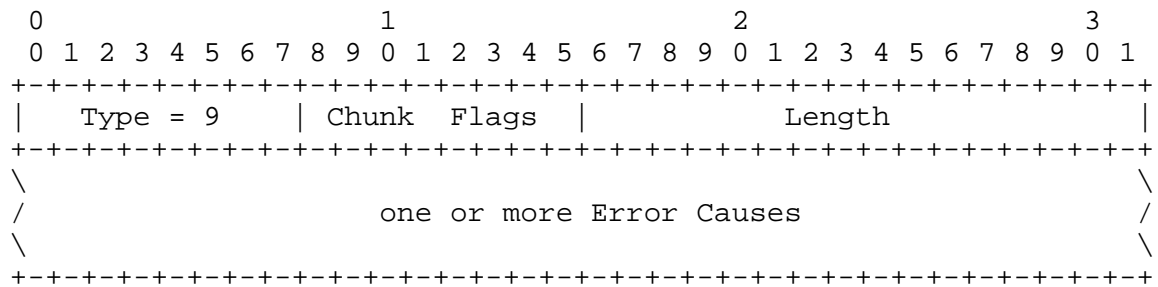 0                   1                   2                   3
 0 1 2 3 4 5 6 7 8 9 0 1 2 3 4 5 6 7 8 9 0 1 2 3 4 5 6 7 8 9 0 1
+-+-+-+-+-+-+-+-+-+-+-+-+-+-+-+-+-+-+-+-+-+-+-+-+-+-+-+-+-+-+-+-+
|   Type = 9    | Chunk  Flags  |           Length              |
+-+-+-+-+-+-+-+-+-+-+-+-+-+-+-+-+-+-+-+-+-+-+-+-+-+-+-+-+-+-+-+-+
\                                                               \
/                    one or more Error Causes                   /
\                                                               \
+-+-+-+-+-+-+-+-+-+-+-+-+-+-+-+-+-+-+-+-+-+-+-+-+-+-+-+-+-+-+-+-+